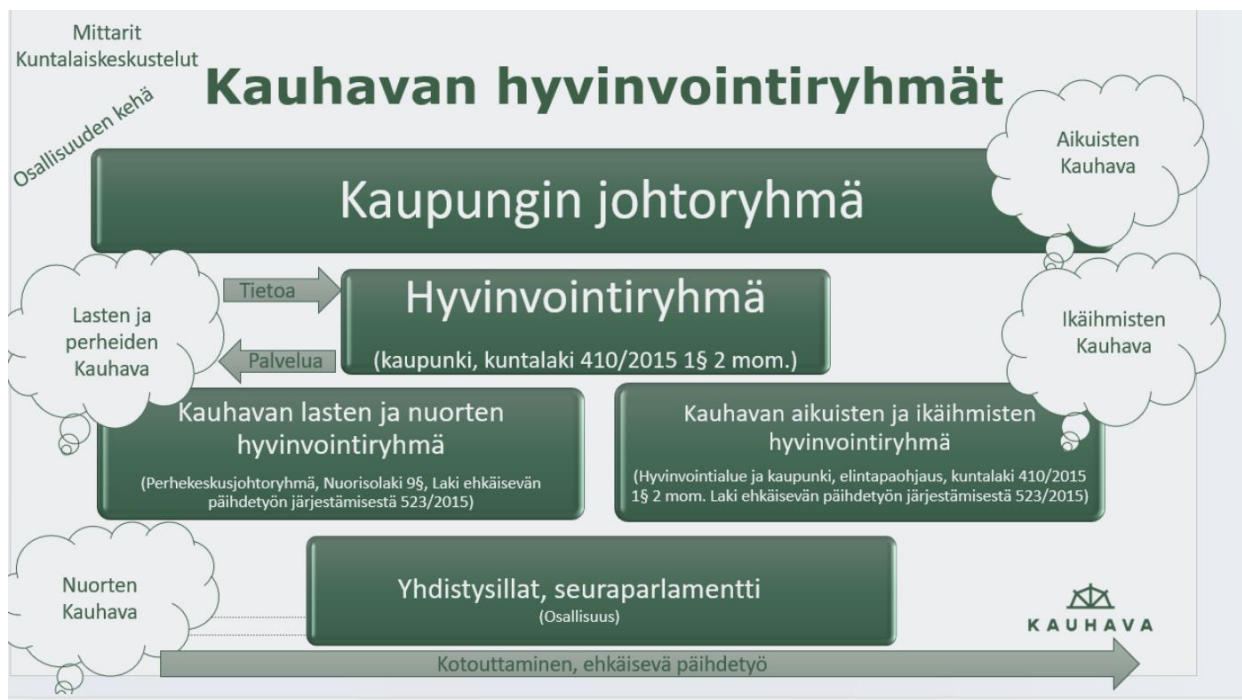 Mittarit
Kuntalaiskeskustelut
Osallisuuden kehä
Kauhavan hyvinvointiryhmät
Aikuisten
Kauhava
Kaupungin johtoryhmä
Lasten ja
perheiden
Kauhava
Tietoa
Palvelua
Hyvinvointiryhmä
(kaupunki, kuntalaki 410/2015 1§ 2 mom.)
Ikäihmisten
Kauhava
Kauhavan lasten ja nuorten
hyvinvointiryhmä
(Perhekeskusjohtoryhmä, Nuorisolaki 9§, Laki ehkäisevän
päihdetyön järjestämisestä 523/2015)
Kauhavan aikuisten ja ikäihmisten
hyvinvointiryhmä
(Hyvinvointialue ja kaupunki, elintapaohjaus, kuntalaki 410/2015
1§ 2 mom. Laki ehkäisevän päihdetyön järjestämisestä 523/2015)
Nuorten
Kauhava
Yhdistysillat, seuraparlamentti
(Osallisuus)
KAUHAVA
Kotouttaminen, ehkäisevä päihdetyö